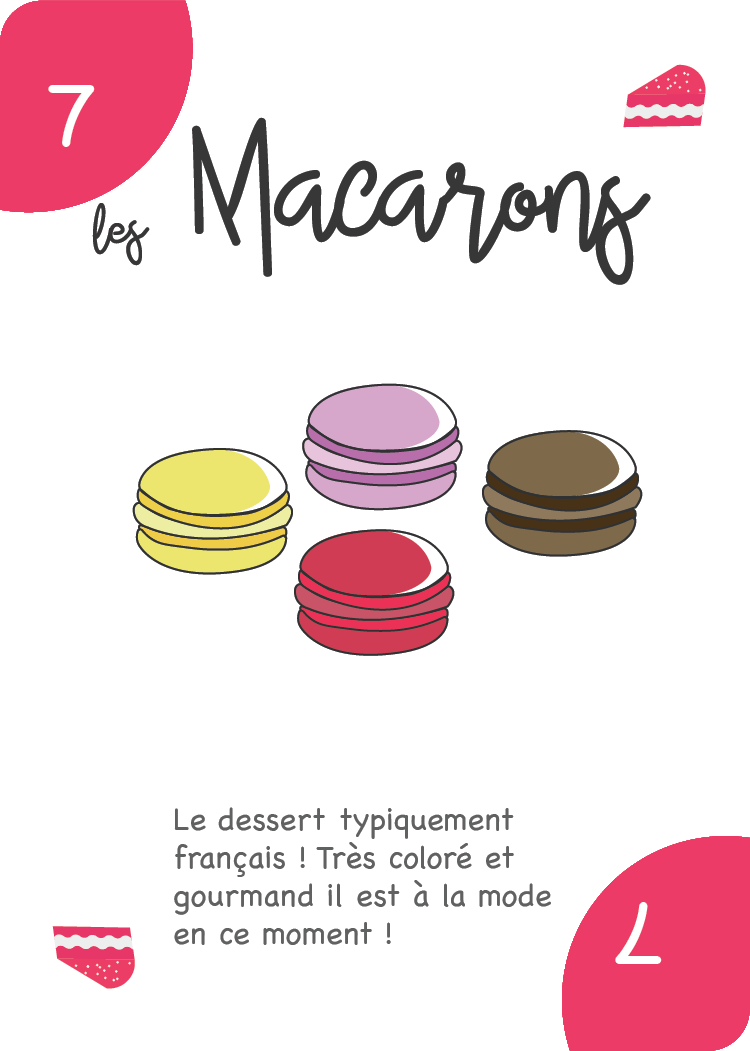 7
les Macarons
Le dessert typiquement
français ! Très coloré et
gourmand il est à la mode
en ce moment !
7